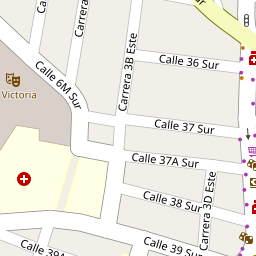 Carrera
Carrera 3B Este
Calle 36 Sur
Calle 6M Sur
Victoria
Calle 37 Sur
Calle 37A Sur
Carrera 3D Este
Calle 38 Sur
Calle 39 Sur